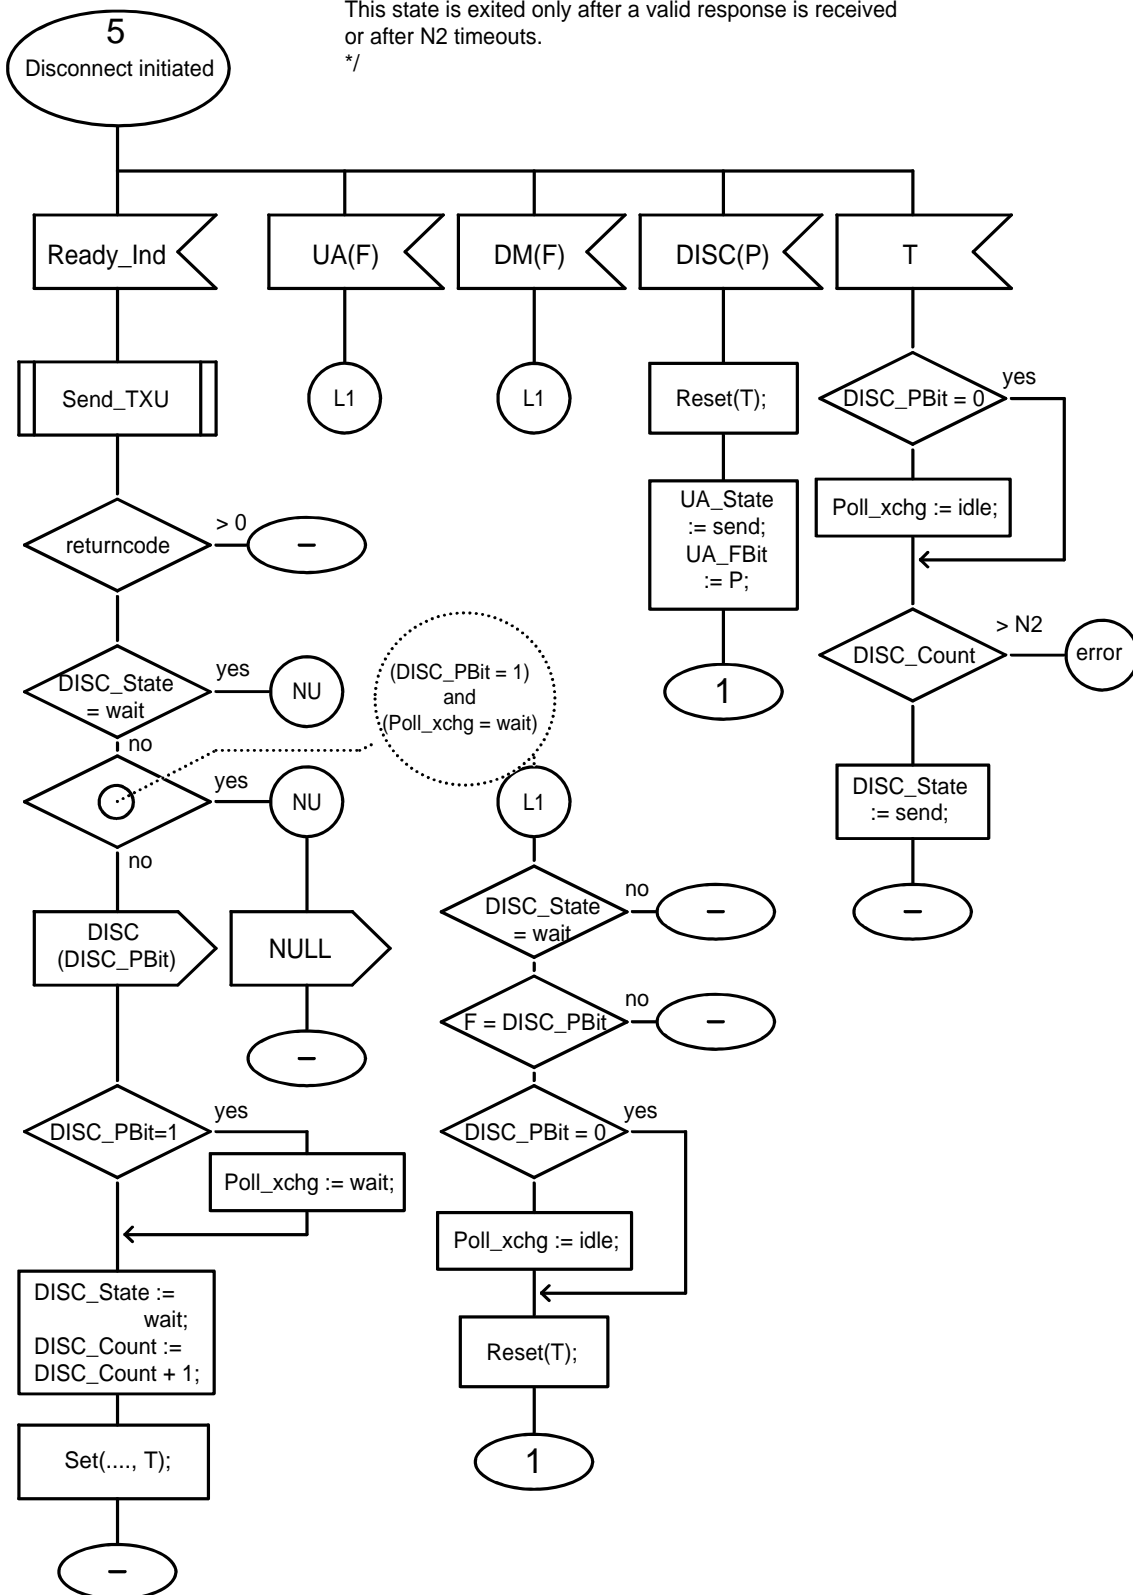 This state is exited only after a valid response is received
or after N2 timeouts.
*/
5
Disconnect initiated
Ready_Ind
UA(F)
DM(F)
DISC(P)
T
Send_TXU
L1
L1
Reset(T);
DISC_PBit = 0
yes
UA_State
:= send;
UA_FBit
:= P;
Poll_xchg := idle;
returncode
> 0
–
DISC_Count
> N2
error
DISC_State
= wait
yes
NU
no
(DISC_PBit = 1)
and
(Poll_xchg = wait)
1
yes
NU
no
L1
DISC_State
:= send;
–
DISC
(DISC_PBit)
NULL
–
DISC_State
= wait
no
–
F = DISC_PBit
no
–
DISC_PBit=1
yes
Poll_xchg := wait;
DISC_PBit = 0
yes
Poll_xchg := idle;
DISC_State :=
wait;
DISC_Count :=
DISC_Count + 1;
Reset(T);
Set(...., T);
1
–